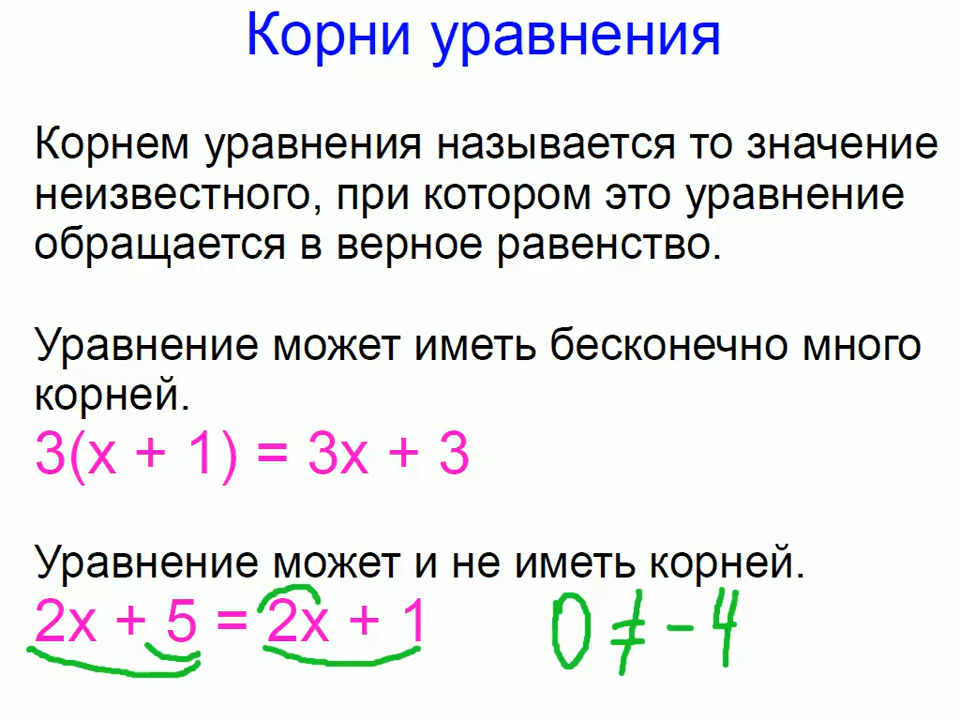 Корни уравнения
Корнем уравнения называется то значение
неизвестного, при котором это уравнение
обращается в верное равенство.
Уравнение может иметь бесконечно много
корней.
3(x + 1) = 3x + 3
Уравнение может и не иметь корней.
2x + 5 = 2x + 1 0 ≠ - 4